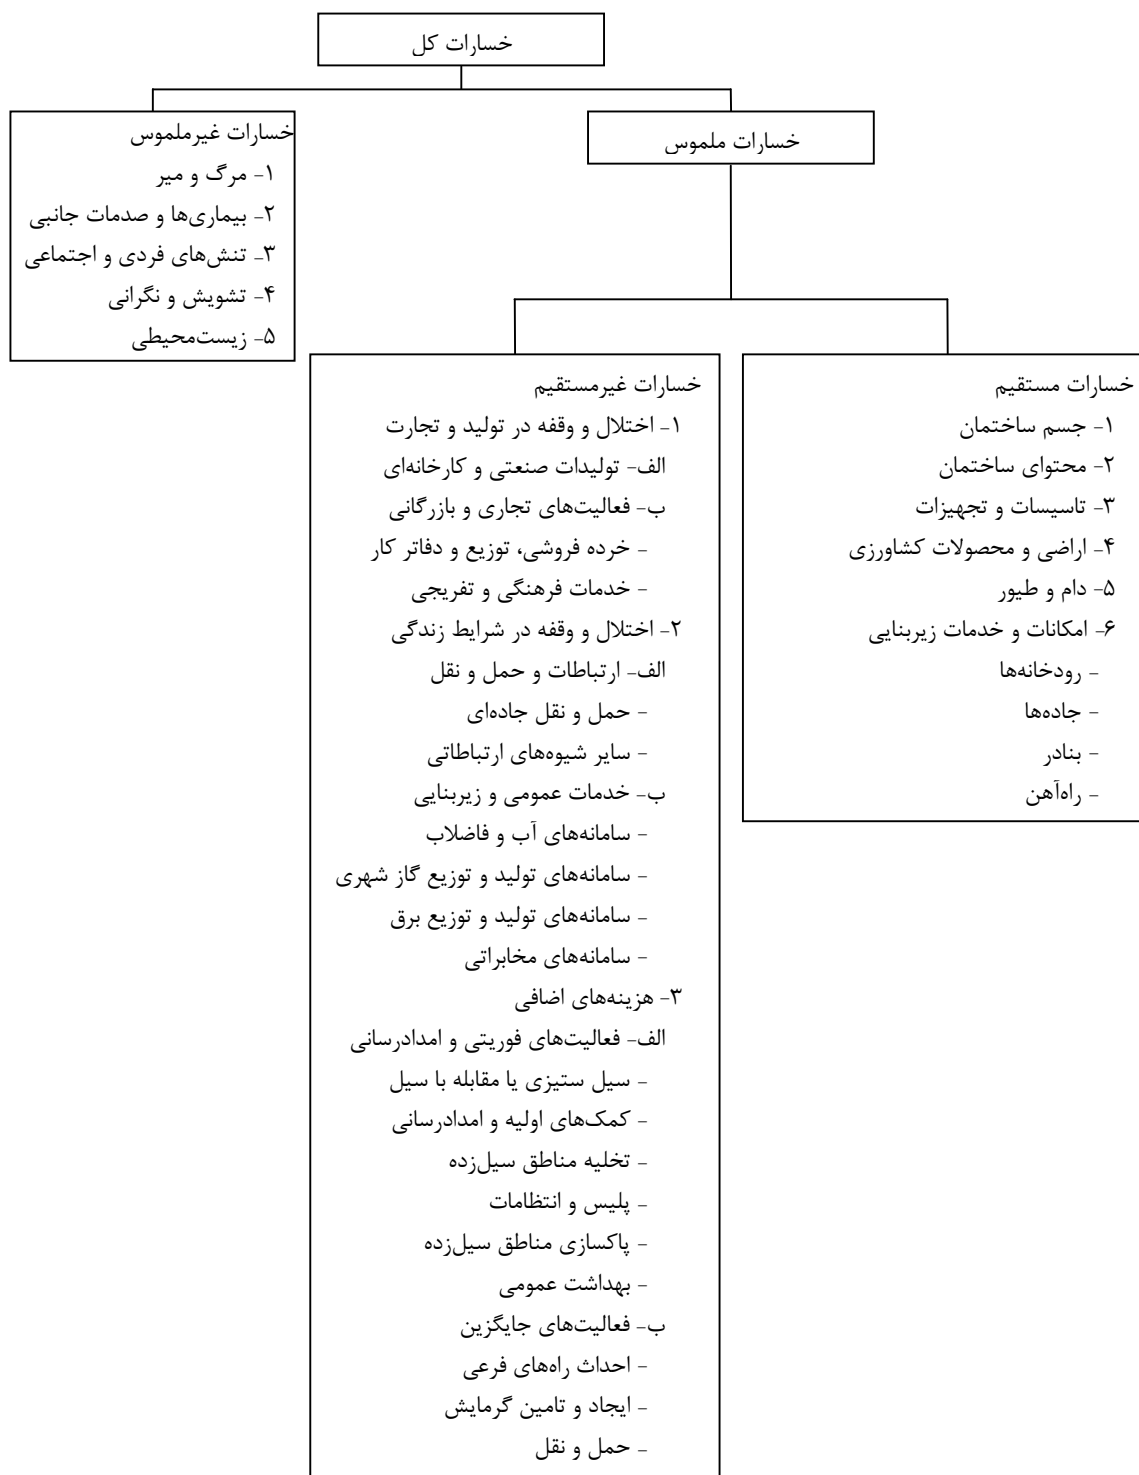 خسارات کل
خسارات ملموس
خسارات غیرملموس
۱- مرگ و میر
۲- بیماری‌ها و صدمات جانبی
۳- تنش‌های فردی و اجتماعی
۴- تشویش و نگرانی
۵- زیست‌محیطی
خسارات مستقیم
۱- جسم ساختمان
۲- محتوای ساختمان
۳- تاسیسات و تجهیزات
۴- اراضی و محصولات کشاورزی
۵- دام و طیور
۶- امکانات و خدمات زیربنایی
- رودخانه‌ها
- جاده‌ها
- بنادر
- راه‌آهن
خسارات غیرمستقیم
۱- اختلال و وقفه در تولید و تجارت
الف- تولیدات صنعتی و کارخانه‌ای
ب- فعالیت‌های تجاری و بازرگانی
- خرده فروشی، توزیع و دفاتر کار
- خدمات فرهنگی و تفریجی
۲- اختلال و وقفه در شرایط زندگی
الف- ارتباطات و حمل و نقل
- حمل و نقل جاده‌ای
- سایر شیوه‌های ارتباطاتی
ب- خدمات عمومی و زیربنایی
- سامانه‌های آب و فاضلاب
- سامانه‌های تولید و توزیع گاز شهری
- سامانه‌های تولید و توزیع برق
- سامانه‌های مخابراتی
۳- هزینه‌های اضافی
الف- فعالیت‌های فوریتی و امدادرسانی
- سیل ستیزی یا مقابله با سیل
- کمک‌های اولیه و امدادرسانی
- تخلیه مناطق سیل‌زده
- پلیس و انتظامات
- پاکسازی مناطق سیل‌زده
- بهداشت عمومی
ب- فعالیت‌های جایگزین
- احداث راه‌های فرعی
- ایجاد و تامین گرمایش
- حمل و نقل